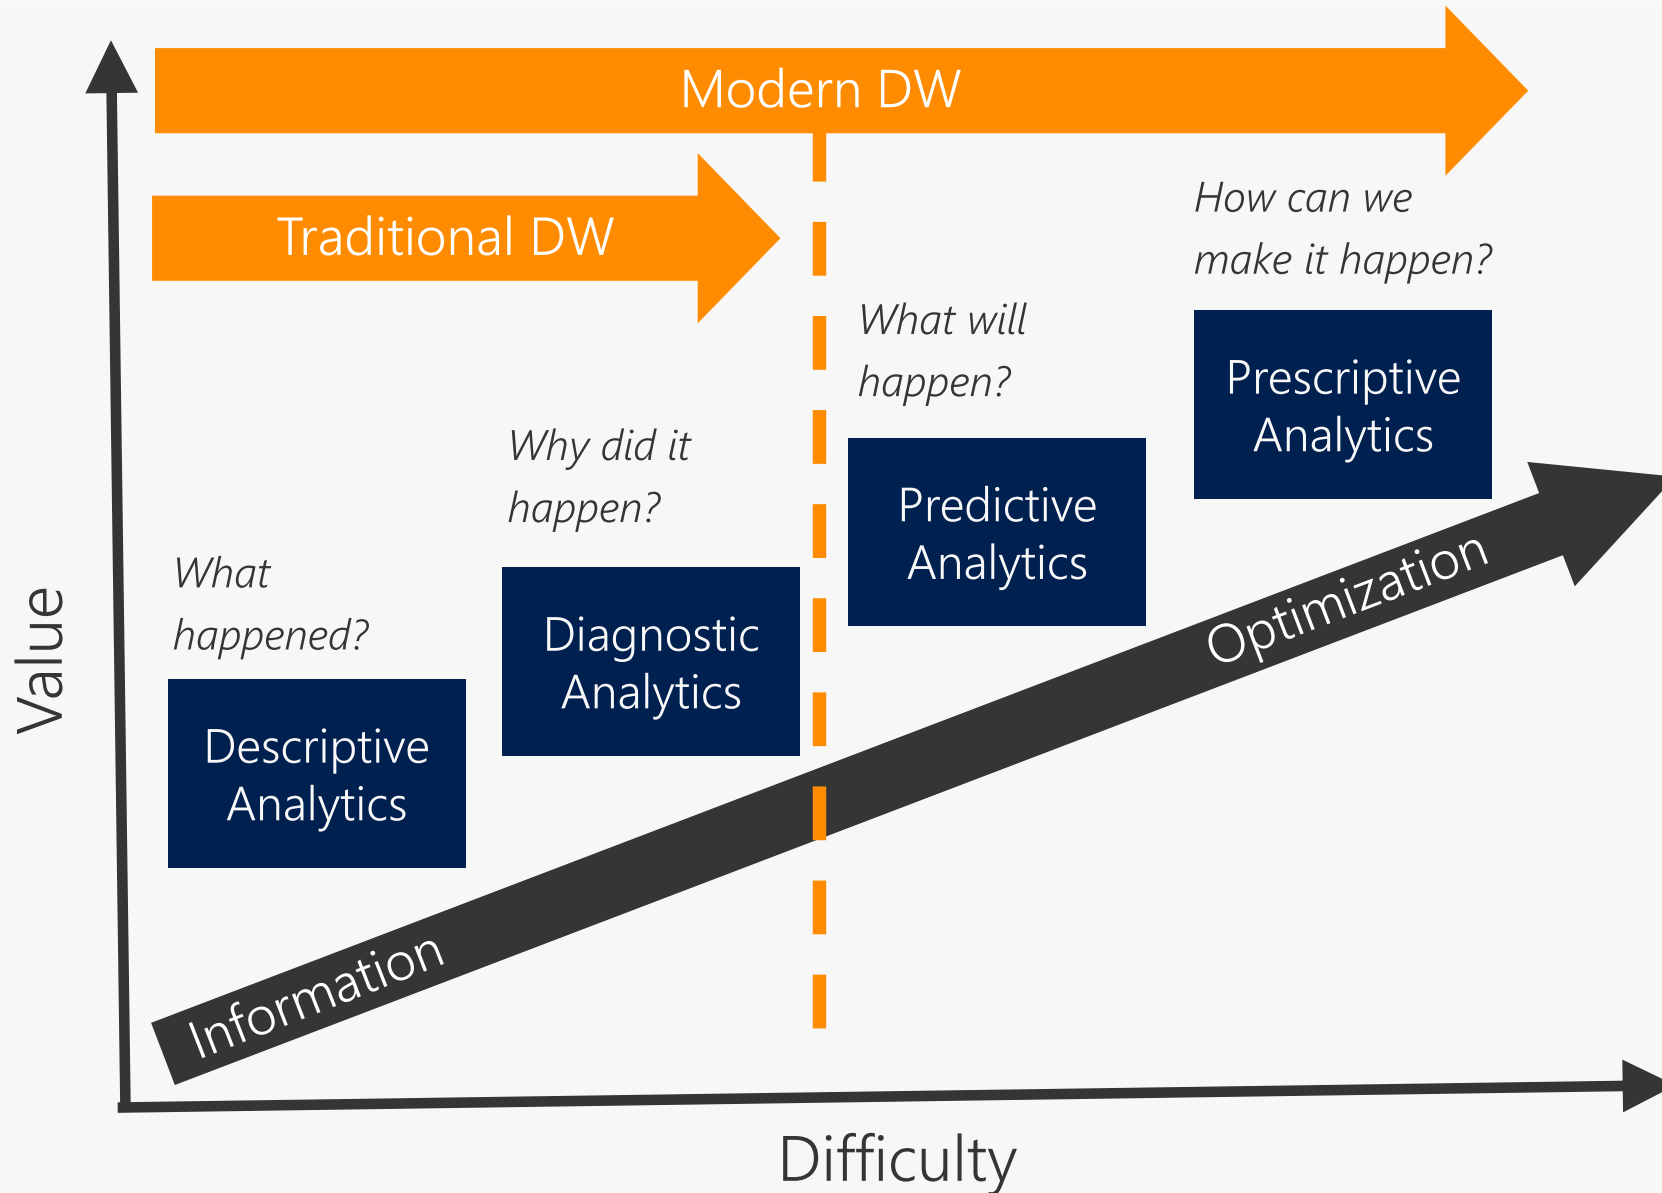 Modern DW
Traditional DW
How can we
make it happen?
What will
happen?
Prescriptive
Analytics
Why did it
happen?
Predictive
Analytics
What
happened?
Diagnostic
Analytics
Descriptive
Analytics
Value
Information
Optimization
Difficulty